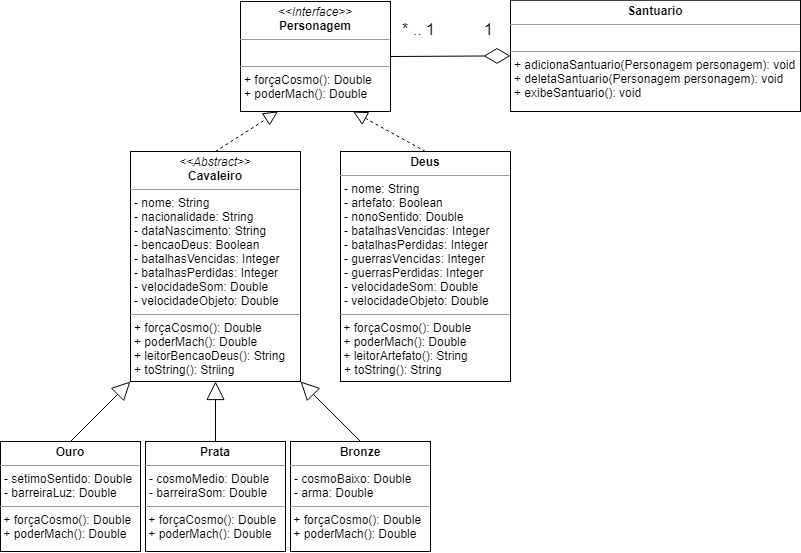 <<Interface>>
Personagem
+ forçaCosmo(): Double
+ poderMach(): Double
* .. 1
1
Santuario
+ adicionaSantuario(Personagem personagem): void
+ deletaSantuario(Personagem personagem): void
+ exibeSantuario(): void
<<Abstract>>
Cavaleiro
- nome: String
- nacionalidade: String
- dataNascimento: String
- bencaoDeus: Boolean
- batalhasVencidas: Integer
- batalhasPerdidas: Integer
- velocidadeSom: Double
- velocidadeObjeto: Double
+ forçaCosmo(): Double
+ poderMach(): Double
+ leitorBencaoDeus(): String
+ toString(): Striing
Deus
- nome: String
- artefato: Boolean
- nonoSentido: Double
- batalhasVencidas: Integer
- batalhasPerdidas: Integer
- guerrasVencidas: Integer
- guerrasPerdidas: Integer
- velocidadeSom: Double
- velocidadeObjeto: Double
+ forçaCosmo(): Double
+ poderMach(): Double
+ leitorArtefato(): String
+ toString(): String
Ouro
- setimoSentido: Double
- barreiraLuz: Double
+ forçaCosmo(): Double
+ poderMach(): Double
Prata
- cosmoMedio: Double
- barreiraSom: Double
+ forçaCosmo(): Double
+ poderMach(): Double
Bronze
- cosmoBaixo: Double
- arma: Double
+ forçaCosmo(): Double
+ poderMach(): Double